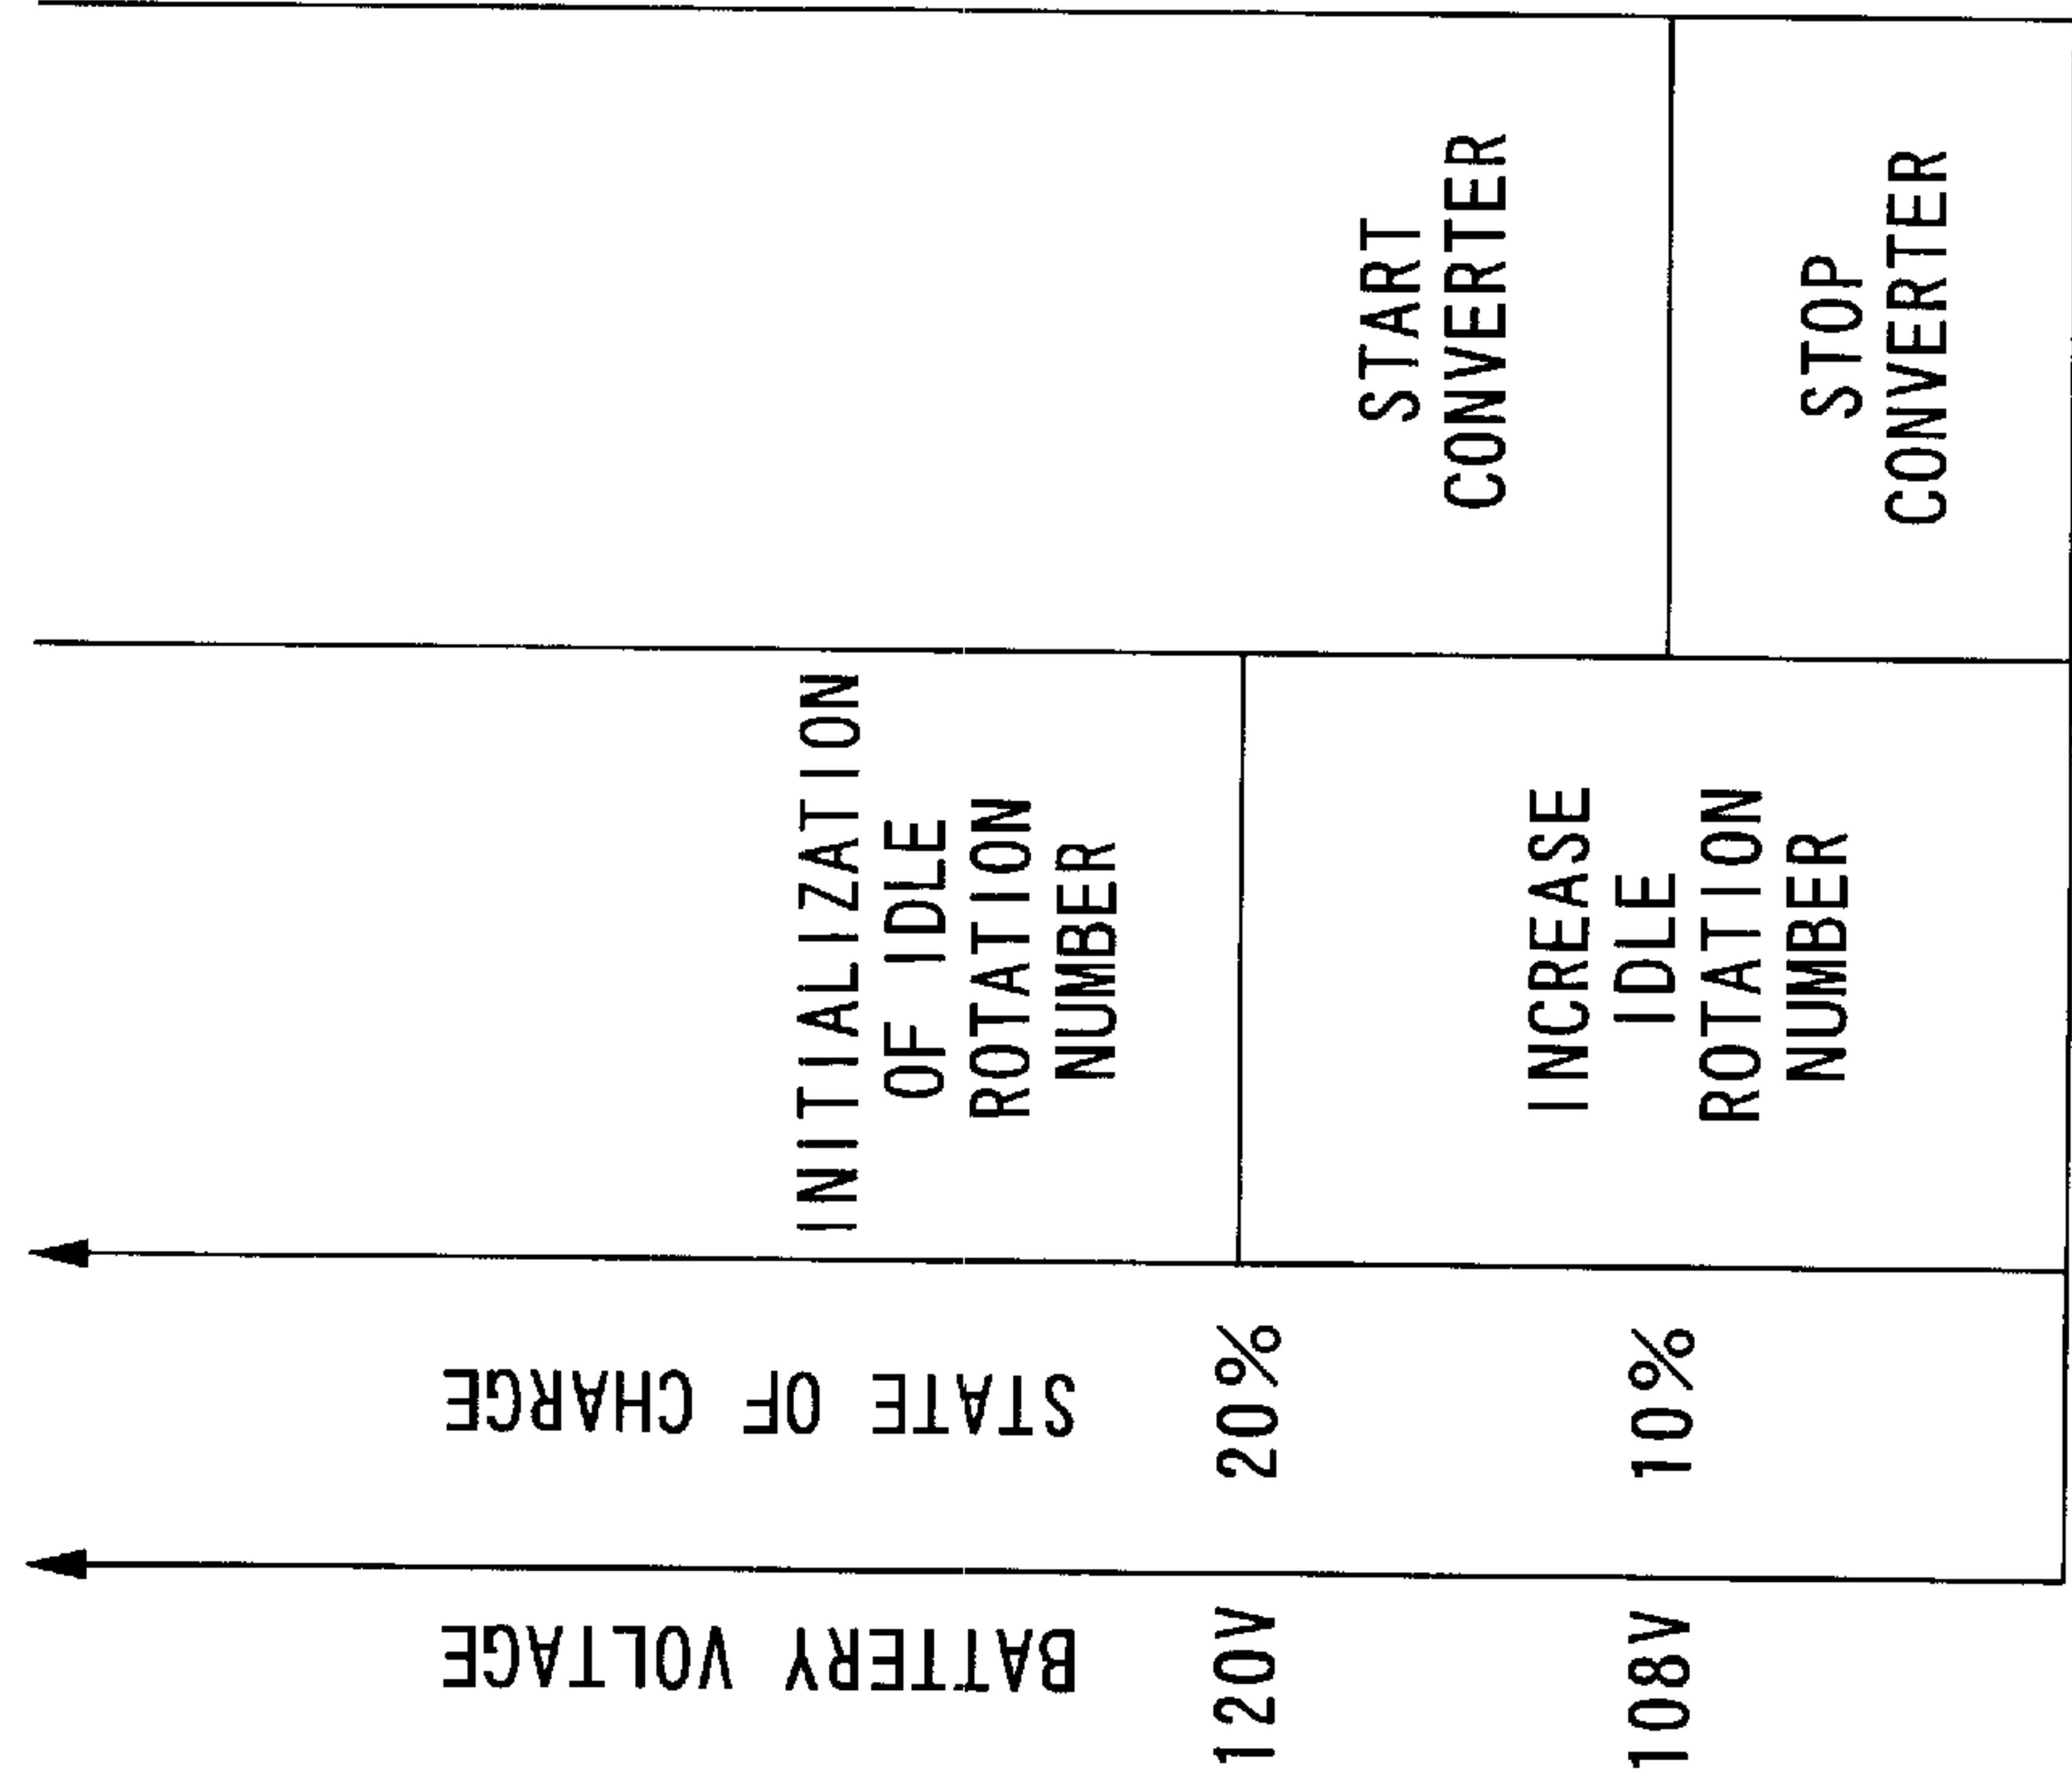 START
CONVERTER
STOP
CONVERTER
INITIALIZATION
OF IDLE
ROTATION
NUMBER
INCREASE
IDLE
ROTATION
NUMBER
STATE OF CHARGE
20%
10%
BATTERY VOLTAGE
120V
108V